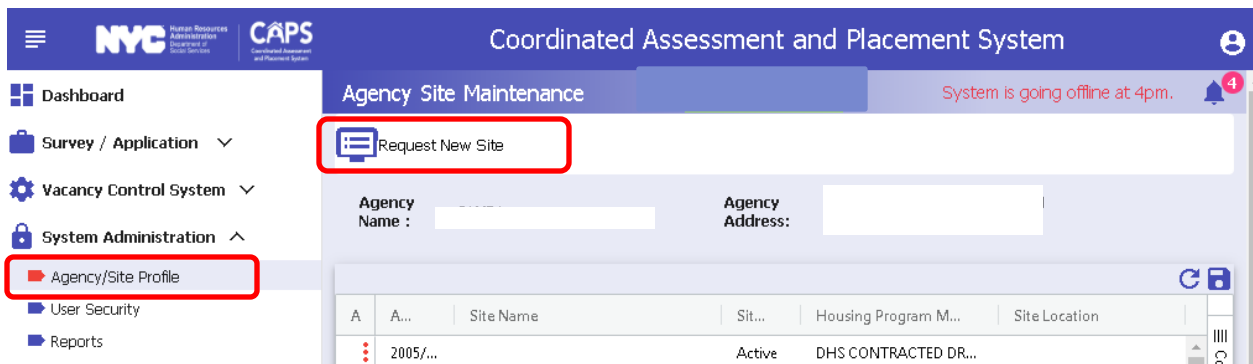 NYC Human Resources Administration Department of Social Services CAPS Coordinated Assessment and Placement System
Coordinated Assessment and Placement System
Dashboard
Agency Site Maintenance
System is going offline at 4pm.
4
Survey / Application
Request New Site
Vacancy Control System
Agency Name :
Agency Address:
System Administration
Agency/Site Profile
User Security
Reports
A A... Site Name Sit... Housing Program M... Site Location
2005/... Active DHS CONTRACTED DR...
Co